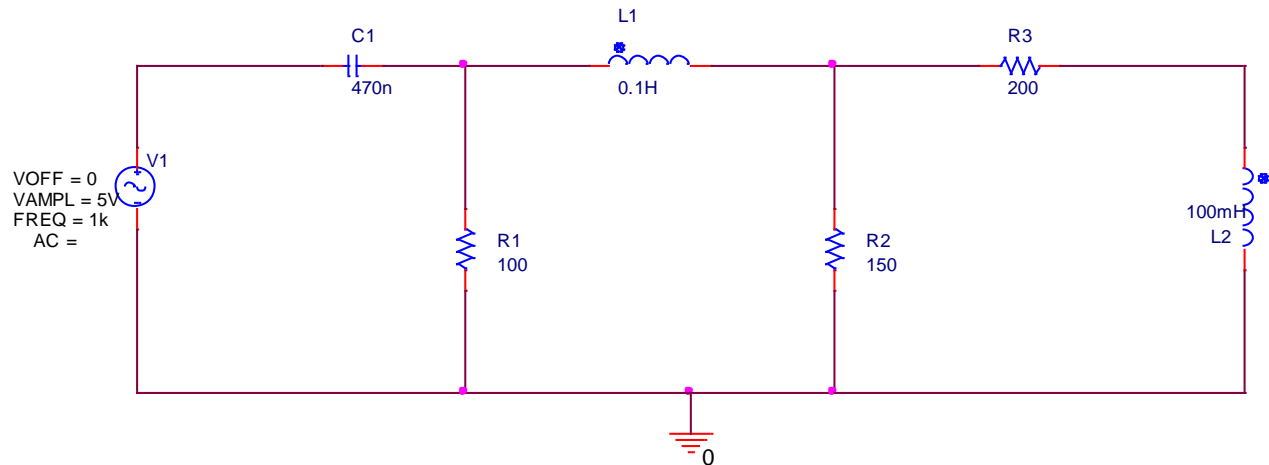 L1
C1
R3
470n
0.1H
200
V1
VOFF = 0
VAMPL = 5V
FREQ = 1k
AC =
100mH
L2
R1
100
R2
150
0